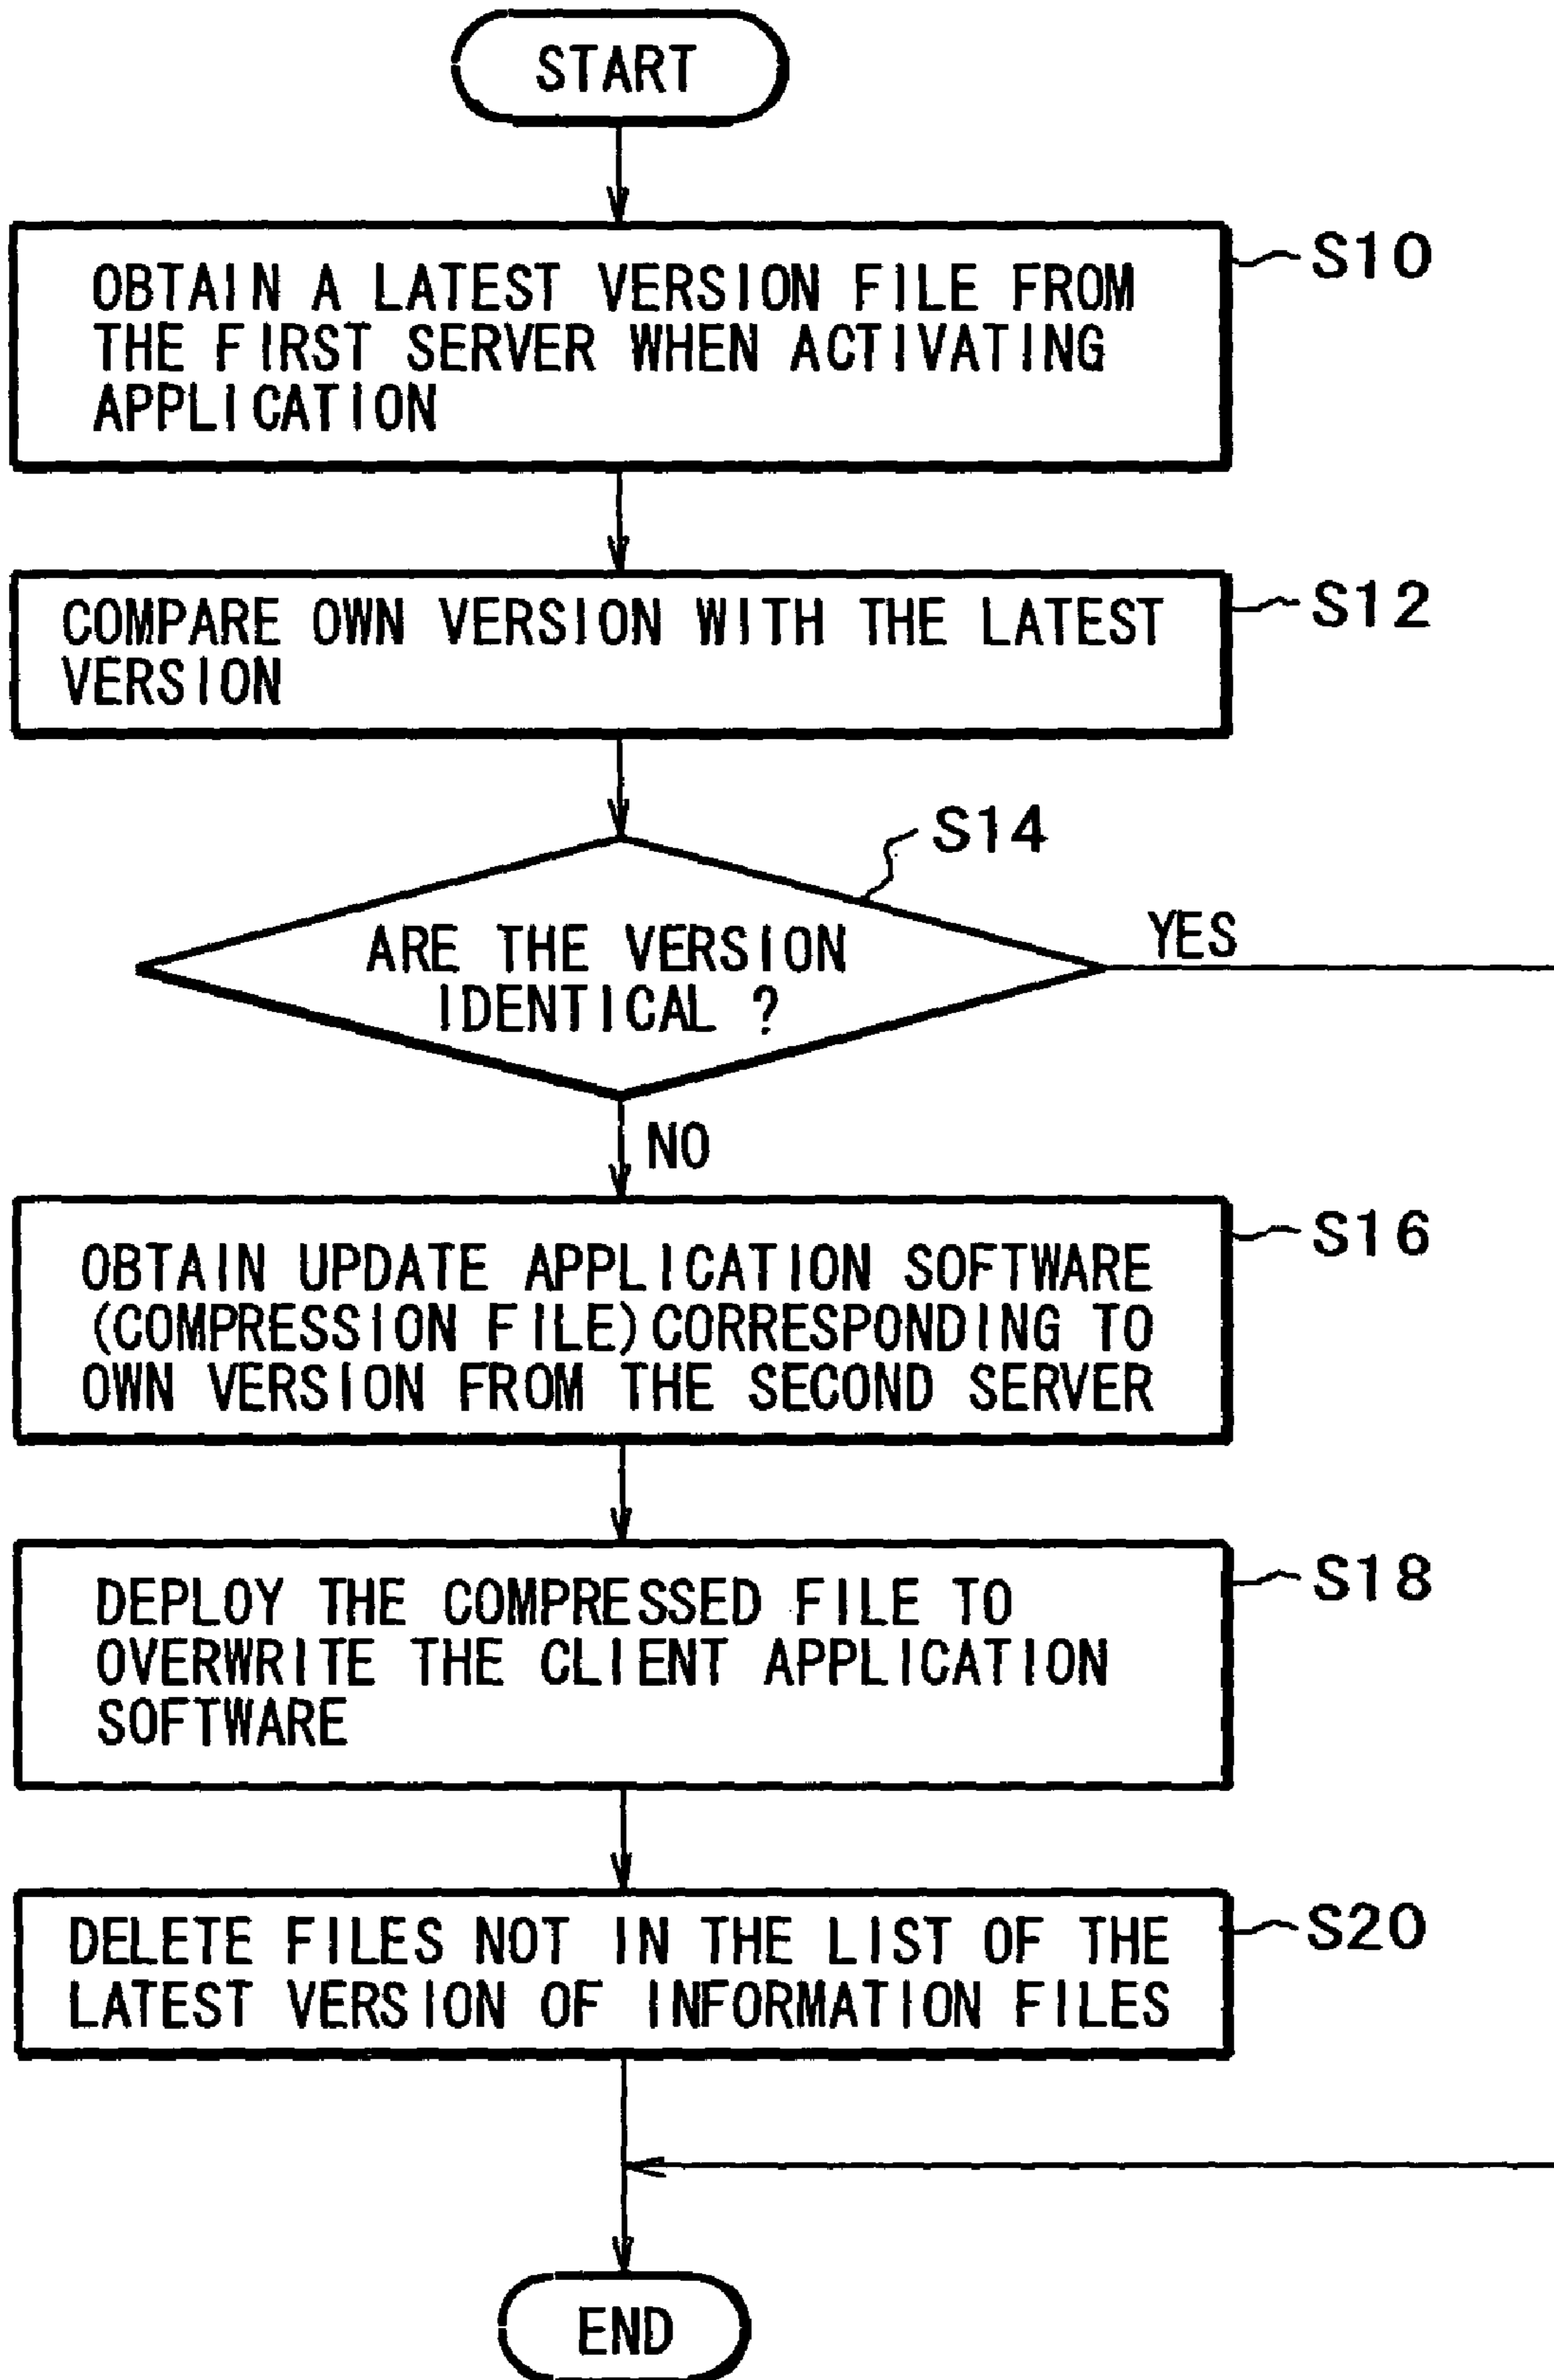 START
OBTAIN A LATEST VERSION FILE FROM
THE FIRST SERVER WHEN ACTIVATING
APPLICATION
S10
COMPARE OWN VERSION WITH THE LATEST
VERSION
S12
S14
ARE THE VERSION
IDENTICAL ?
YES
NO
OBTAIN UPDATE APPLICATION SOFTWARE
(COMPRESSION FILE)CORRESPONDING TO
OWN VERSION FROM THE SECOND SERVER
S16
DEPLOY THE COMPRESSED FILE TO
OVERWRITE THE CLIENT APPLICATION
SOFTWARE
S18
DELETE FILES NOT IN THE LIST OF THE
LATEST VERSION OF INFORMATION FILES
S20
END